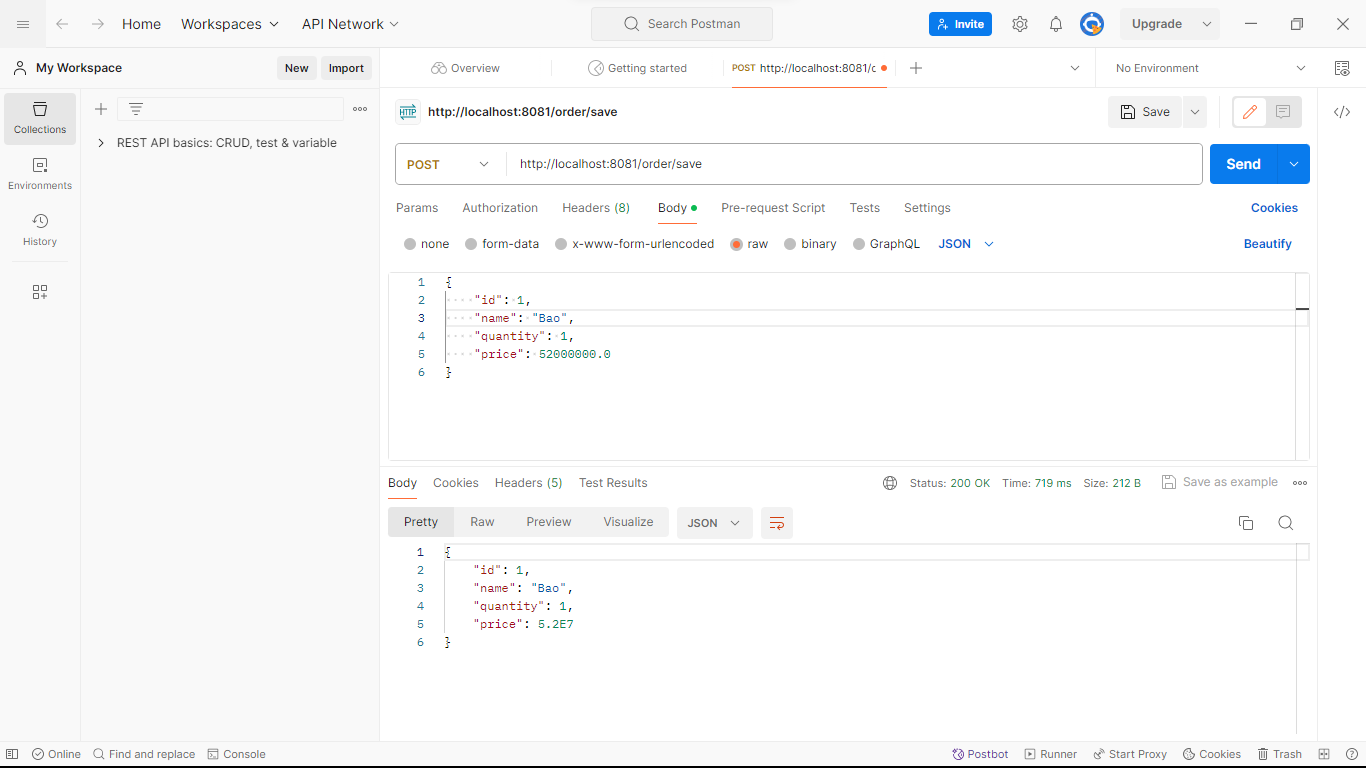 Home Workspaces API Network Search Postman Invite Upgrade
My Workspace New Import Overview Getting started POST http://localhost:8081/c No Environment
Collections
Environments
History
REST API basics: CRUD, test & variable
HTTP http://localhost:8081/order/save Save
POST http://localhost:8081/order/save Send
Params Authorization Headers (8) Body Pre-request Script Tests Settings Cookies
none form-data x-www-form-urlencoded raw binary GraphQL JSON Beautify
1 {
2 "id": 1,
3 "name": "Bao",
4 "quantity": 1,
5 "price": 52000000.0
6 }
Body Cookies Headers (5) Test Results Status: 200 OK Time: 719 ms Size: 212 B Save as example
Pretty Raw Preview Visualize JSON
1 {
2 "id": 1,
3 "name": "Bao",
4 "quantity": 1,
5 "price": 5.2E7
6 }
Online Find and replace Console Postbot Runner Start Proxy Cookies Trash